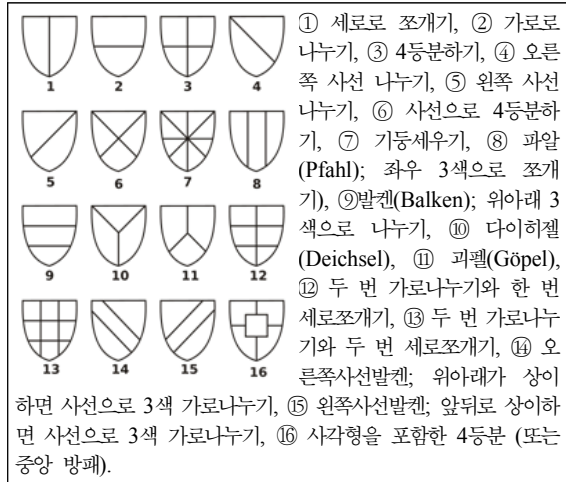 1 2 3 4
5 6 7 8
9 10 11 12
13 14 15 16
① 세로로 쪼개기, ② 가로로
나누기, ③ 4등분하기, ④ 오른
쪽 사선 나누기, ⑤ 왼쪽 사선
나누기, ⑥ 사선으로 4등분하
기, ⑦ 기둥세우기, ⑧ 파알
(Pfahl); 좌우 3색으로 쪼개
기), ⑨발켄(Balken); 위아래 3
색으로 나누기, ⑩ 다이히젤
(Deichsel), ⑪ 괴펠(Göpel),
⑫ 두 번 가로나누기와 한 번
세로쪼개기, ⑬ 두 번 가로나누
기와 두 번 세로쪼개기, ⑭ 오
른쪽사선발켄; 위아래가 상이
하면 사선으로 3색 가로나누기, ⑮ 왼쪽사선발켄; 앞뒤로 상이하
면 사선으로 3색 가로나누기, ⑯ 사각형을 포함한 4등분 (또는
중앙 방패).